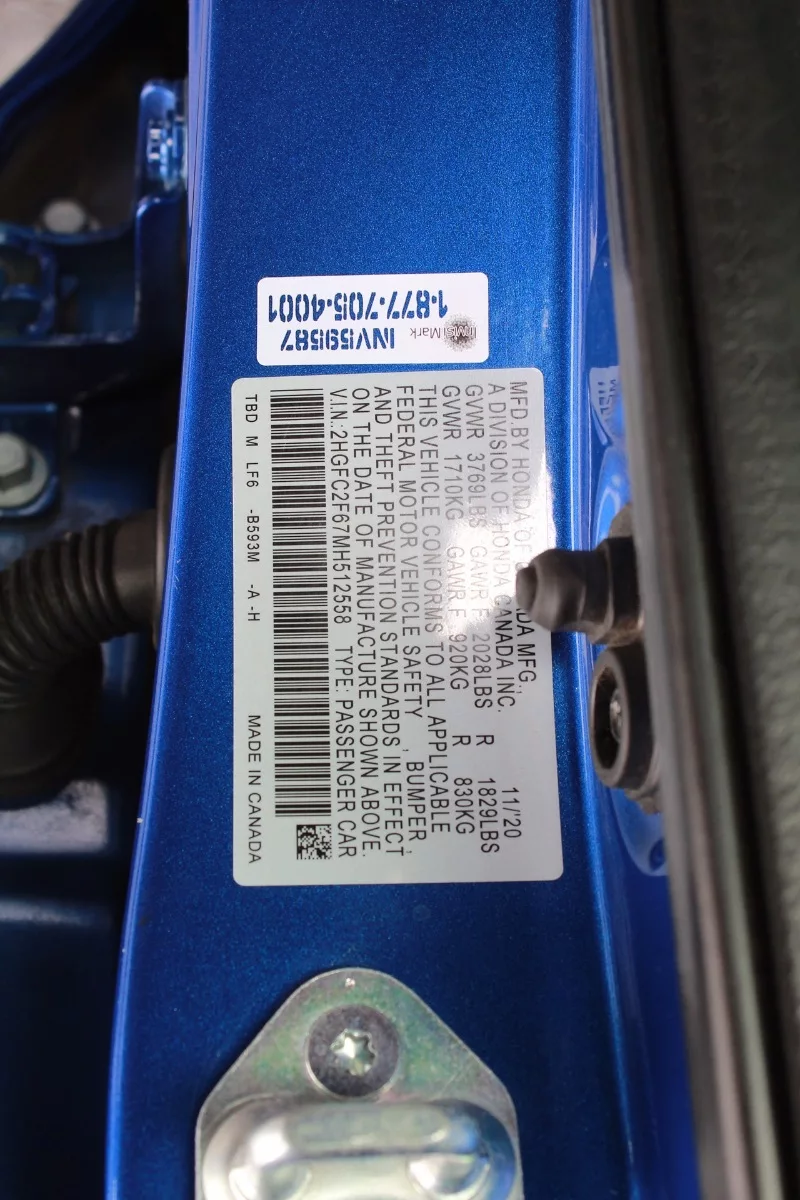 InvisiMark
INV59587
1-877-705-4001
MFD. BY HONDA OF MFG.,
A DIVISION OF HONDA CANADA INC. 11/'20
GVWR 3769LBS GAWR F 2028LBS R 1829LBS
GVWR 1710KG GAWR F 920KG R 830KG
THIS VEHICLE CONFORMS TO ALL APPLICABLE
FEDERAL MOTOR VEHICLE SAFETY , BUMPER,
AND THEFT PREVENTION STANDARDS IN EFFECT
ON THE DATE OF MANUFACTURE SHOWN ABOVE.
V.I.N.:2HGFC2F67MH512558 TYPE: PASSENGER CAR
TBD M LF6 -B593M -A -H MADE IN CANADA